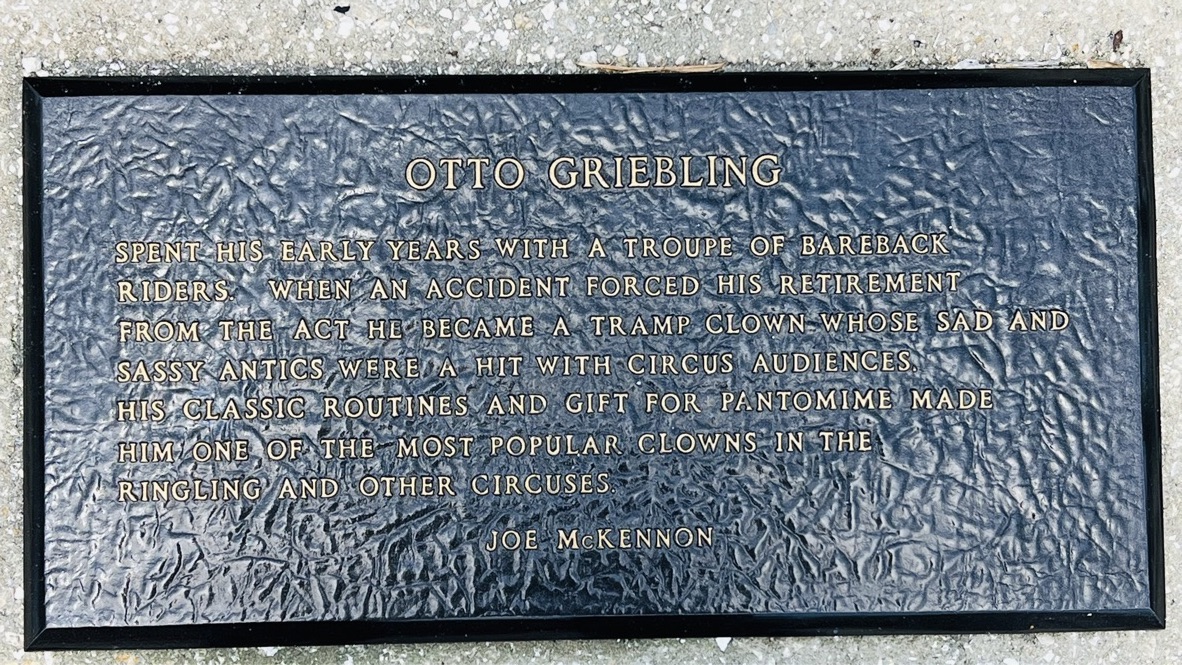 OTTO GRIEBLING
SPENT HIS EARLY YEARS WITH A TROUPE OF BAREBACK
RIDERS. WHEN AN ACCIDENT FORCED HIS RETIREMENT
FROM THE ACT HE BECAME A TRAMP CLOWN WHOSE SAD AND
SASSY ANTICS WERE A HIT WITH CIRCUS AUDIENCES.
HIS CLASSIC ROUTINES AND GIFT FOR PANTOMIME MADE
HIM ONE OF THE MOST POPULAR CLOWNS IN THE
RINGLING AND OTHER CIRCUSES.
JOE McKENNON